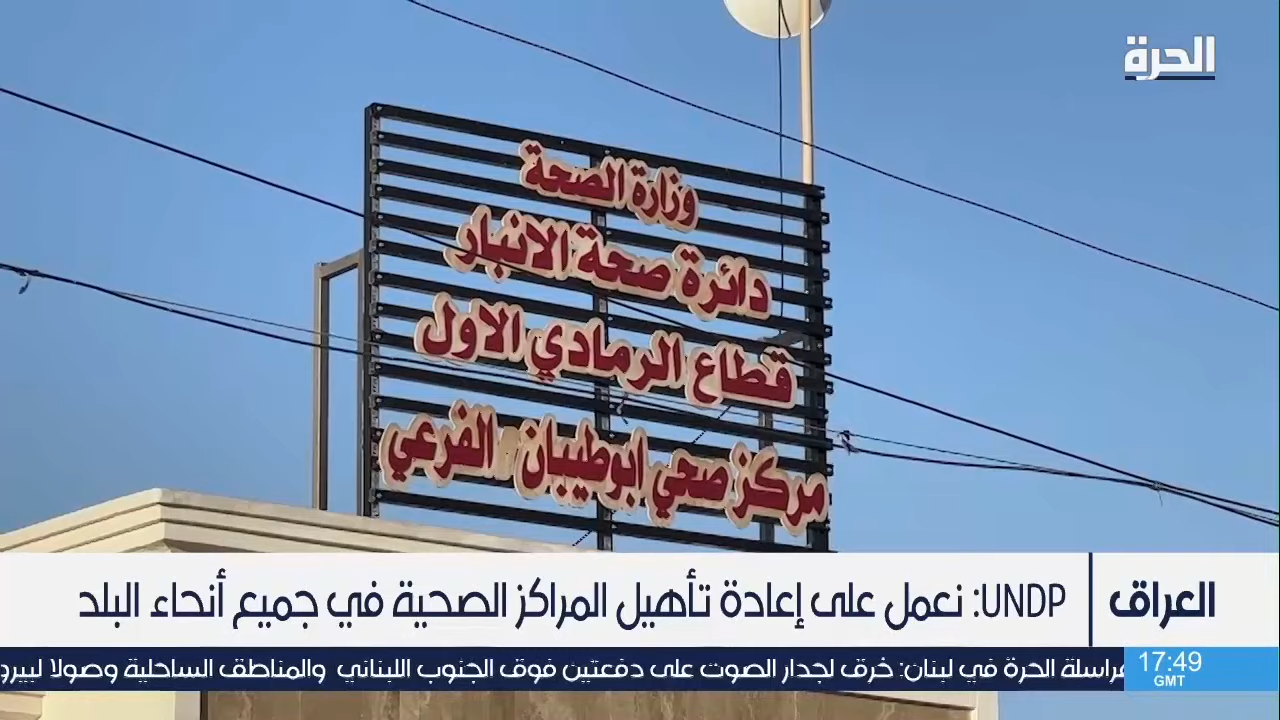 الحرة
وزارة الصحة
دائرة صحة الانبار
قطاع الرمادي الاول
مركز صحي ابوطيبان الفرعي
العراق
UNDP: نعمل على إعادة تأهيل المراكز الصحية في جميع أنحاء البلد
17:49
GMT
مراسلة الحرة في لبنان: خرق لجدار الصوت على دفعتين فوق الجنوب اللبناني والمناطق الساحلية وصولا